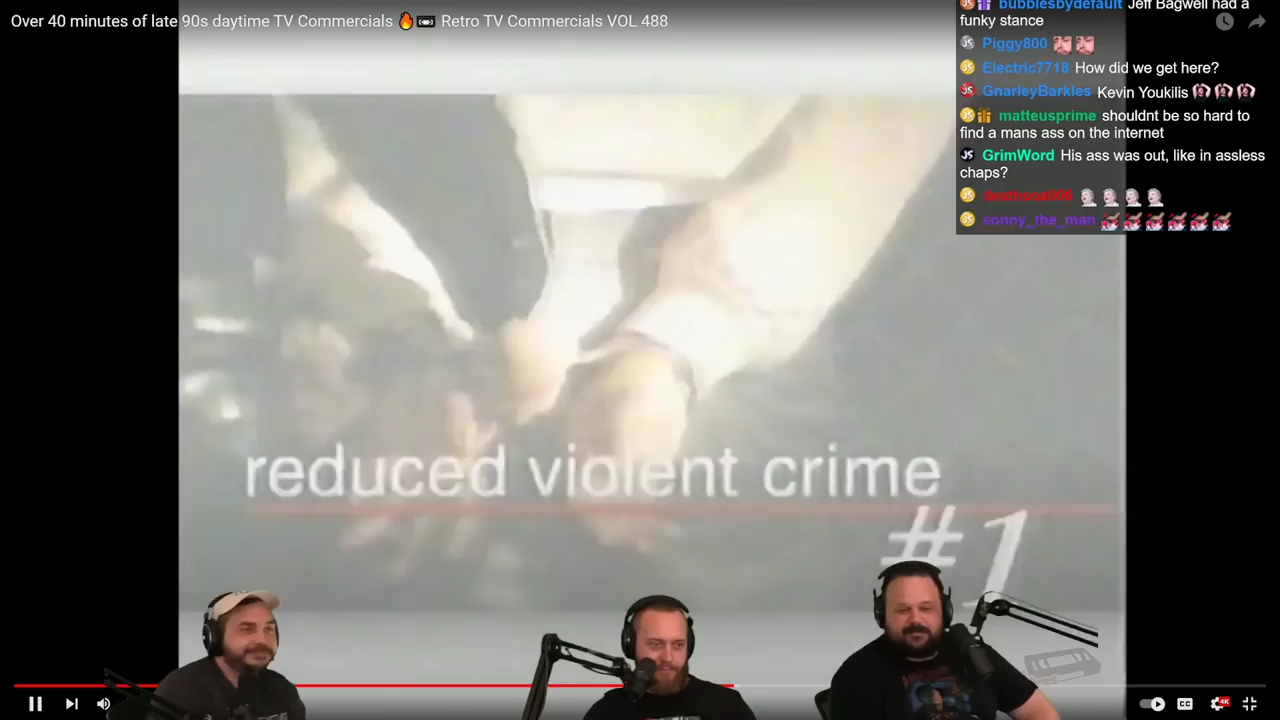 Over 40 minutes of late 90s daytime TV Commercials 🔥📼 Retro TV Commercials VOL 488
bubblesbydefault Jeff Bagwell had a
funky stance
Piggy800
Electric7718 How did we get here?
GnarleyBarkles Kevin Youkilis
matteusprime shouldnt be so hard to
find a mans ass on the internet
GrimWord His ass was out, like in assless
chaps?
sonny_the_man
reduced violent crime
#1
CC
4K